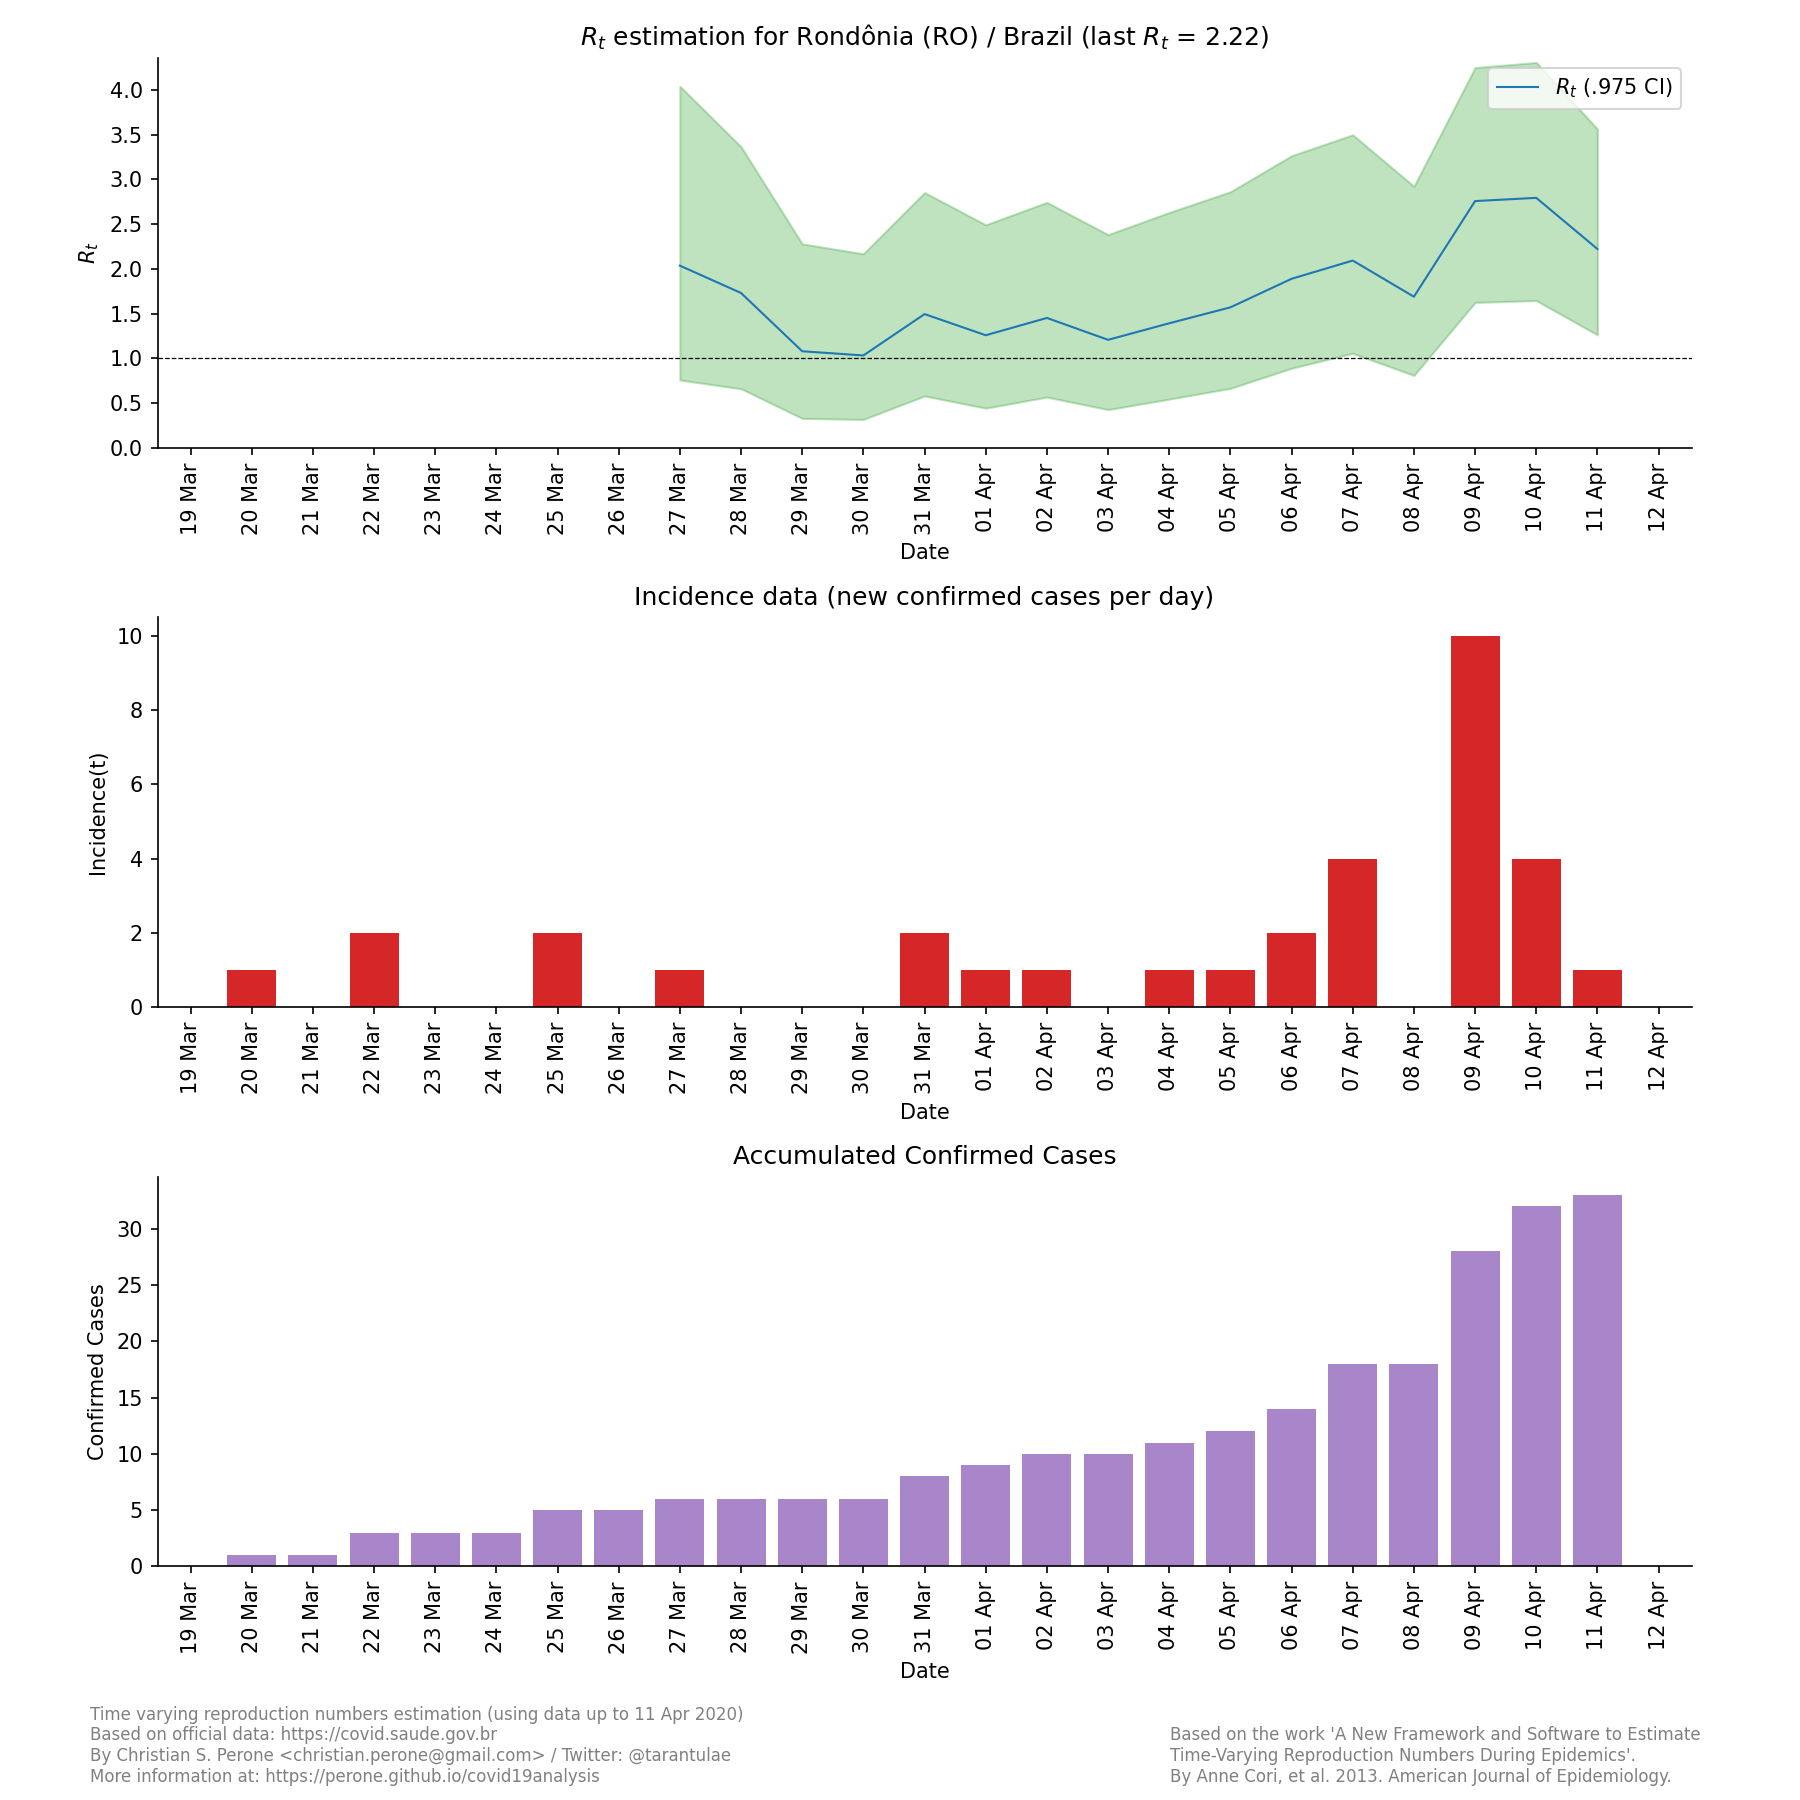 R_t estimation for Rondônia (RO) / Brazil (last R_t = 2.22)
R_t (.975 CI)
R_t
4.0
3.5
3.0
2.5
2.0
1.5
1.0
0.5
0.0
19 Mar 20 Mar 21 Mar 22 Mar 23 Mar 24 Mar 25 Mar 26 Mar 27 Mar 28 Mar 29 Mar 30 Mar 31 Mar 01 Apr 02 Apr 03 Apr 04 Apr 05 Apr 06 Apr 07 Apr 08 Apr 09 Apr 10 Apr 11 Apr 12 Apr
Date
Incidence data (new confirmed cases per day)
Incidence(t)
10
8
6
4
2
0
19 Mar 20 Mar 21 Mar 22 Mar 23 Mar 24 Mar 25 Mar 26 Mar 27 Mar 28 Mar 29 Mar 30 Mar 31 Mar 01 Apr 02 Apr 03 Apr 04 Apr 05 Apr 06 Apr 07 Apr 08 Apr 09 Apr 10 Apr 11 Apr 12 Apr
Date
Accumulated Confirmed Cases
Confirmed Cases
30
25
20
15
10
5
0
19 Mar 20 Mar 21 Mar 22 Mar 23 Mar 24 Mar 25 Mar 26 Mar 27 Mar 28 Mar 29 Mar 30 Mar 31 Mar 01 Apr 02 Apr 03 Apr 04 Apr 05 Apr 06 Apr 07 Apr 08 Apr 09 Apr 10 Apr 11 Apr 12 Apr
Date
Time varying reproduction numbers estimation (using data up to 11 Apr 2020)
Based on official data: https://covid.saude.gov.br
By Christian S. Perone <christian.perone@gmail.com> / Twitter: @tarantulae
More information at: https://perone.github.io/covid19analysis
Based on the work 'A New Framework and Software to Estimate
Time-Varying Reproduction Numbers During Epidemics'.
By Anne Cori, et al. 2013. American Journal of Epidemiology.